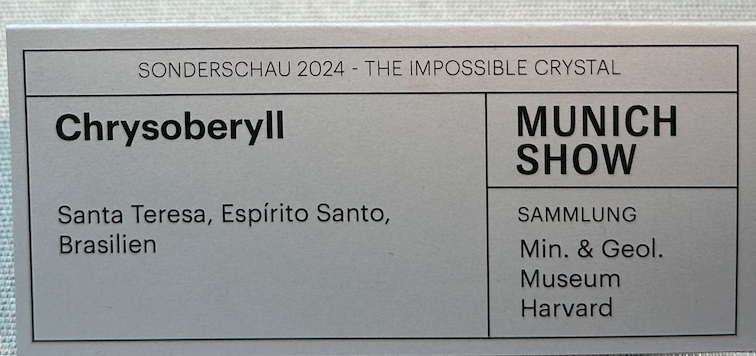 SONDERSCHAU 2024 - THE IMPOSSIBLE CRYSTAL
Chrysoberyll
Santa Teresa, Espírito Santo,
Brasilien
MUNICH
SHOW
SAMMLUNG
Min. & Geol.
Museum
Harvard